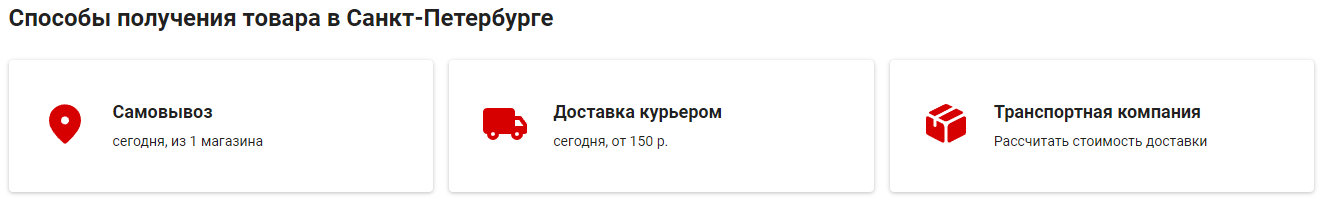 Способы получения товара в Санкт-Петербурге
Самовывоз
сегодня, из 1 магазина
Доставка курьером
сегодня, от 150 р.
Транспортная компания
Рассчитать стоимость доставки